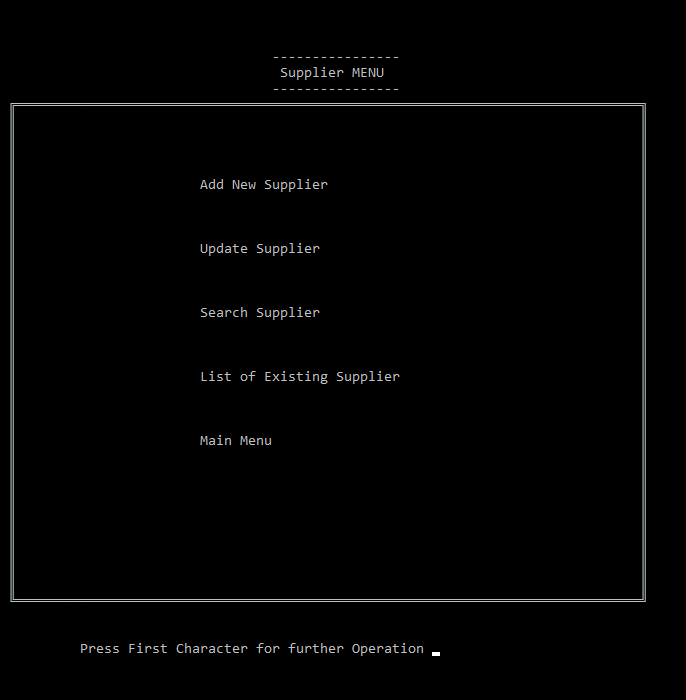 ----------------
Supplier MENU
----------------
Add New Supplier
Update Supplier
Search Supplier
List of Existing Supplier
Main Menu
Press First Character for further Operation